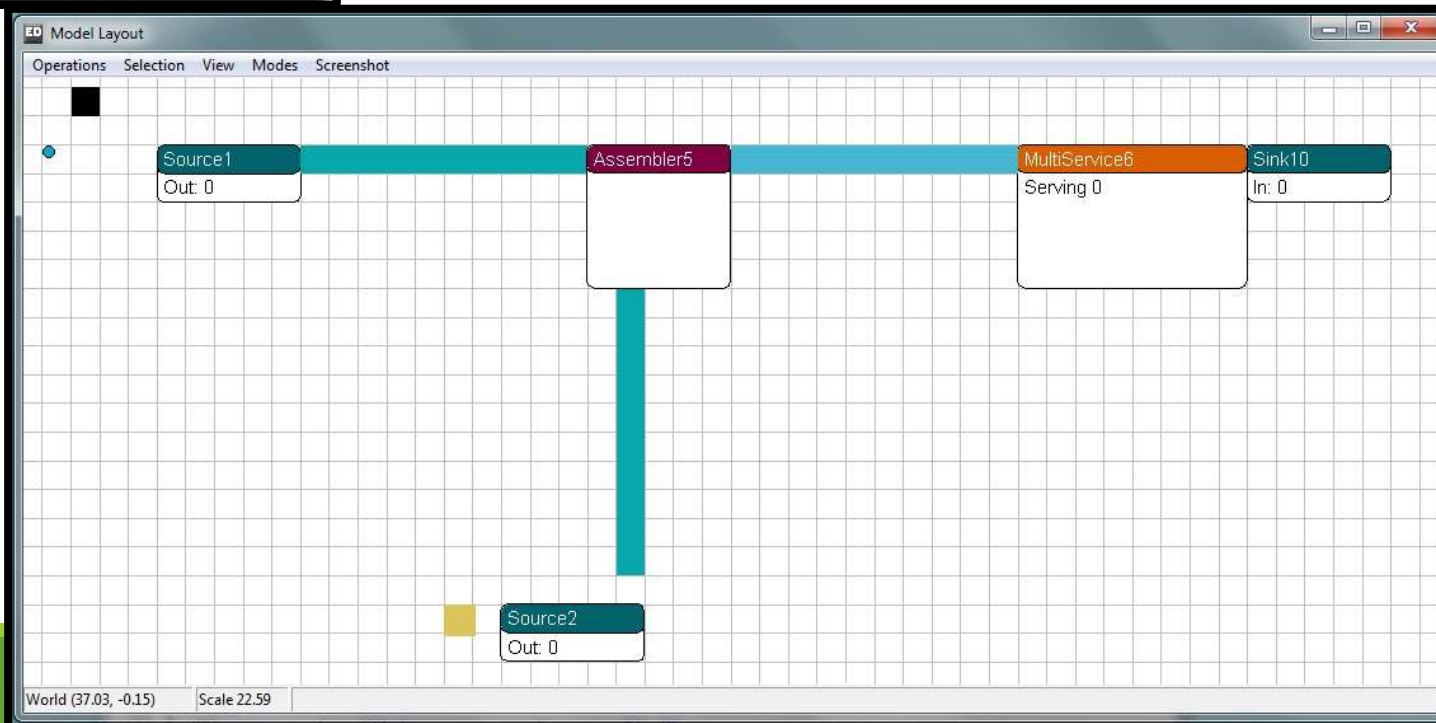 ED Model Layout
Operations Selection View Modes Screenshot
Source1 Assembler5 MultiService6 Sink10
Out: 0 Serving 0 In: 0
Source2
Out: 0
World (37.03, -0.15) Scale 22.59